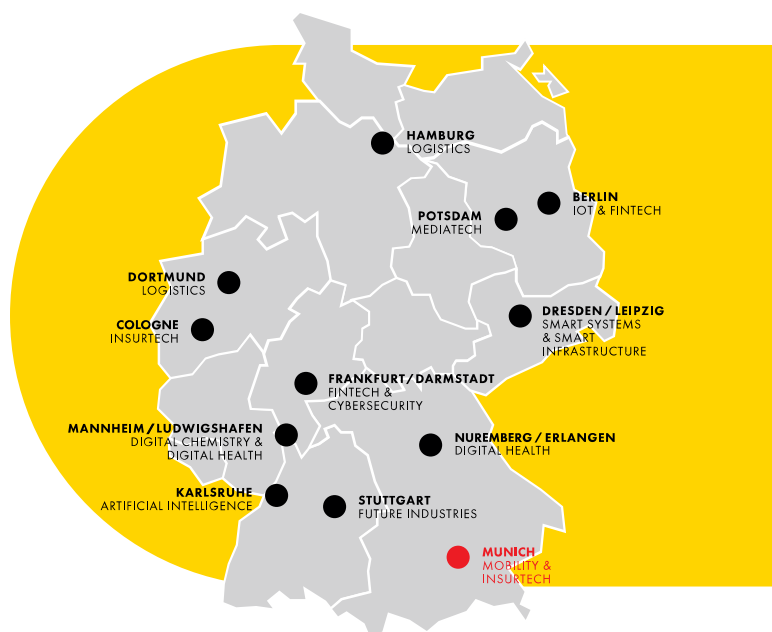 HAMBURG
LOGISTICS
BERLIN
IOT & FINTECH
POTSDAM
MEDIATECH
DORTMUND
LOGISTICS
DRESDEN / LEIPZIG
SMART SYSTEMS
& SMART
INFRASTRUCTURE
COLOGNE
INSURTECH
FRANKFURT/DARMSTADT
FINTECH &
CYBERSECURITY
MANNHEIM/LUDWIGSHAFEN
DIGITAL CHEMISTRY &
DIGITAL HEALTH
NUREMBERG / ERLANGEN
DIGITAL HEALTH
KARLSRUHE
ARTIFICIAL INTELLIGENCE
STUTTGART
FUTURE INDUSTRIES
MUNICH
MOBILITY &
INSURTECH